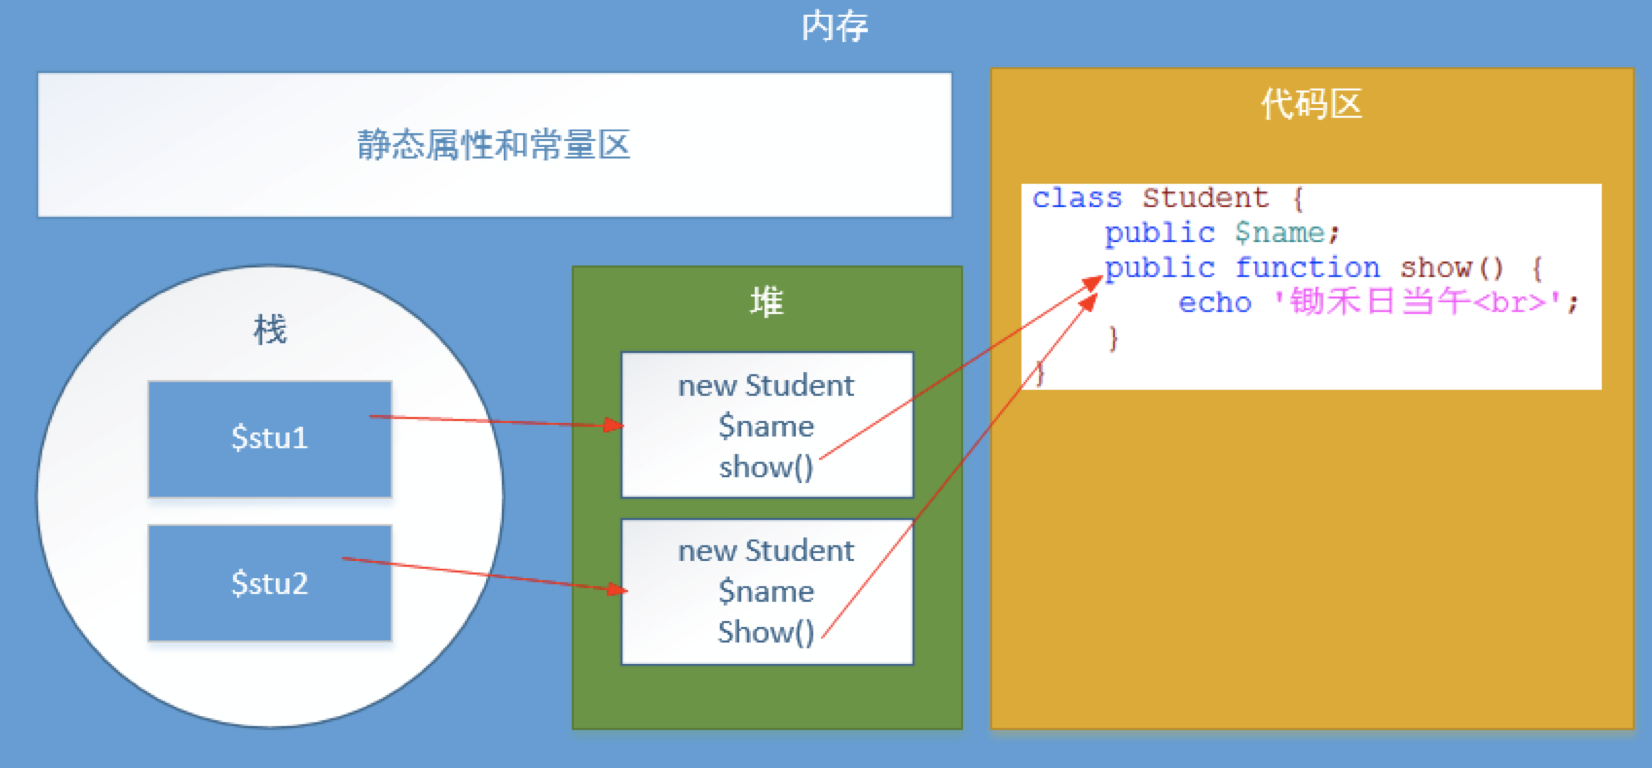 内存
静态属性和常量区
栈
$stu1
$stu2
堆
new Student
$name
show()
new Student
$name
Show()
代码区
class Student {
    public $name;
    public function show() {
        echo '锄禾日当午<br>';
    }
}